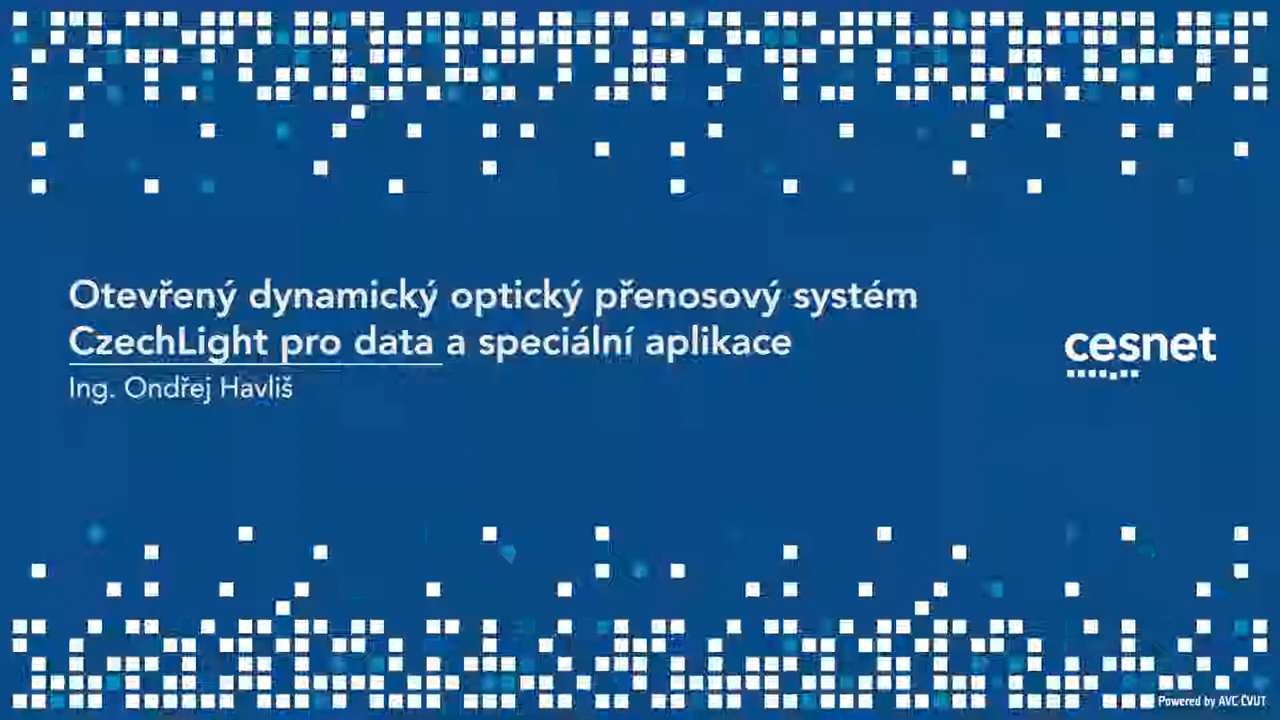 Otevřený dynamický optický přenosový systém
CzechLight pro data a speciální aplikace
Ing. Ondřej Havliš
cesnet
Powered by AVC ČVUT